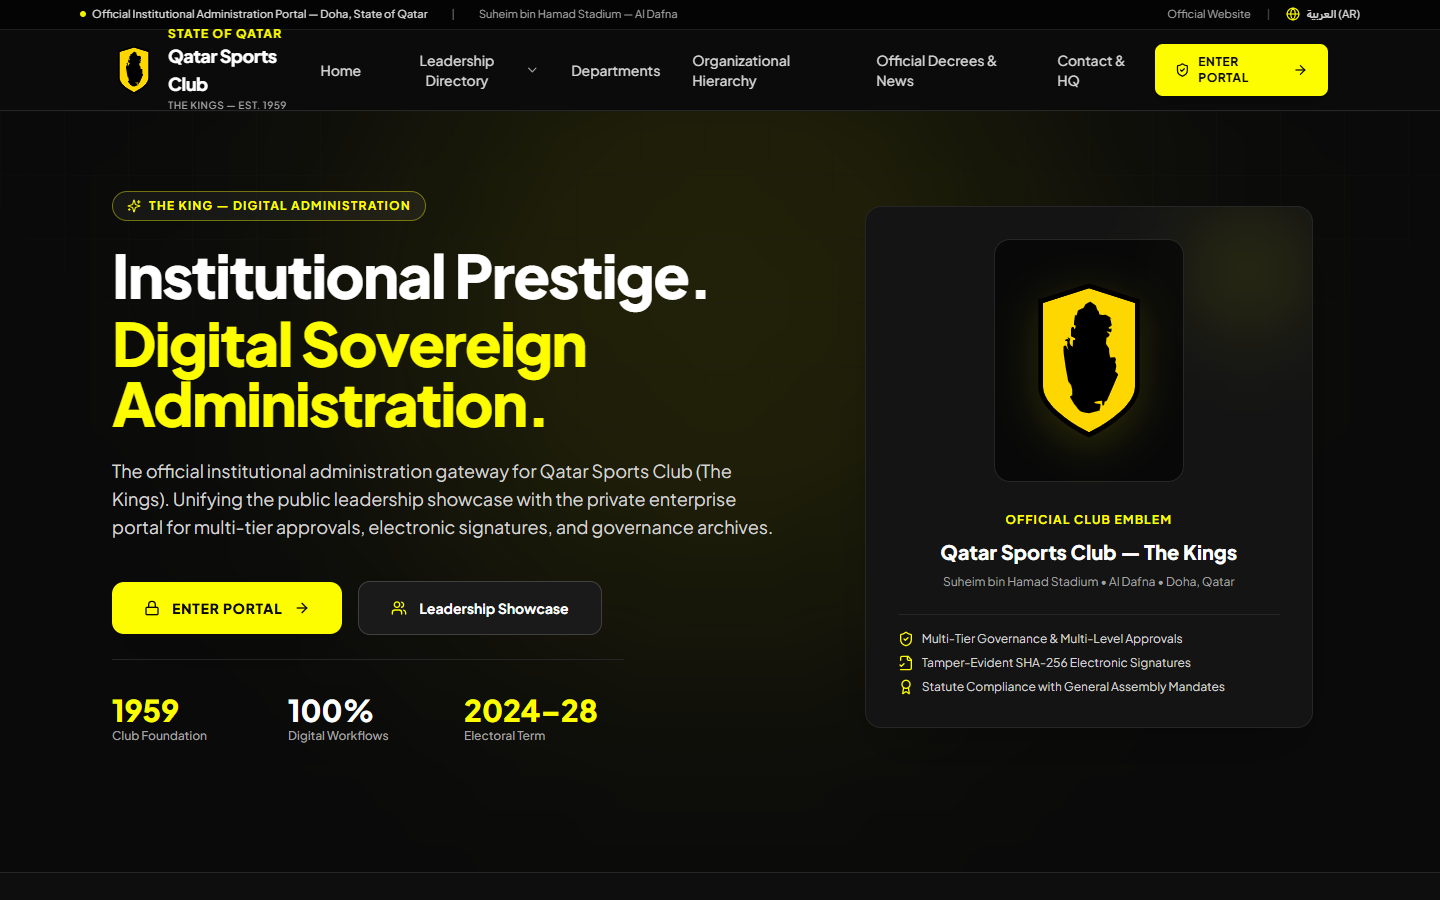 Official Institutional Administration Portal — Doha, State of Qatar | Suheim bin Hamad Stadium — Al Dafna
Official Website | العربية (AR)
STATE OF QATAR
Qatar Sports
Club
THE KINGS — EST. 1959
Home
Leadership
Directory
Departments
Organizational
Hierarchy
Official Decrees &
News
Contact &
HQ
ENTER
PORTAL
THE KING — DIGITAL ADMINISTRATION
Institutional Prestige.
Digital Sovereign
Administration.
The official institutional administration gateway for Qatar Sports Club (The
Kings). Unifying the public leadership showcase with the private enterprise
portal for multi-tier approvals, electronic signatures, and governance archives.
ENTER PORTAL
Leadership Showcase
1959
Club Foundation
100%
Digital Workflows
2024–28
Electoral Term
OFFICIAL CLUB EMBLEM
Qatar Sports Club — The Kings
Suheim bin Hamad Stadium • Al Dafna • Doha, Qatar
Multi-Tier Governance & Multi-Level Approvals
Tamper-Evident SHA-256 Electronic Signatures
Statute Compliance with General Assembly Mandates